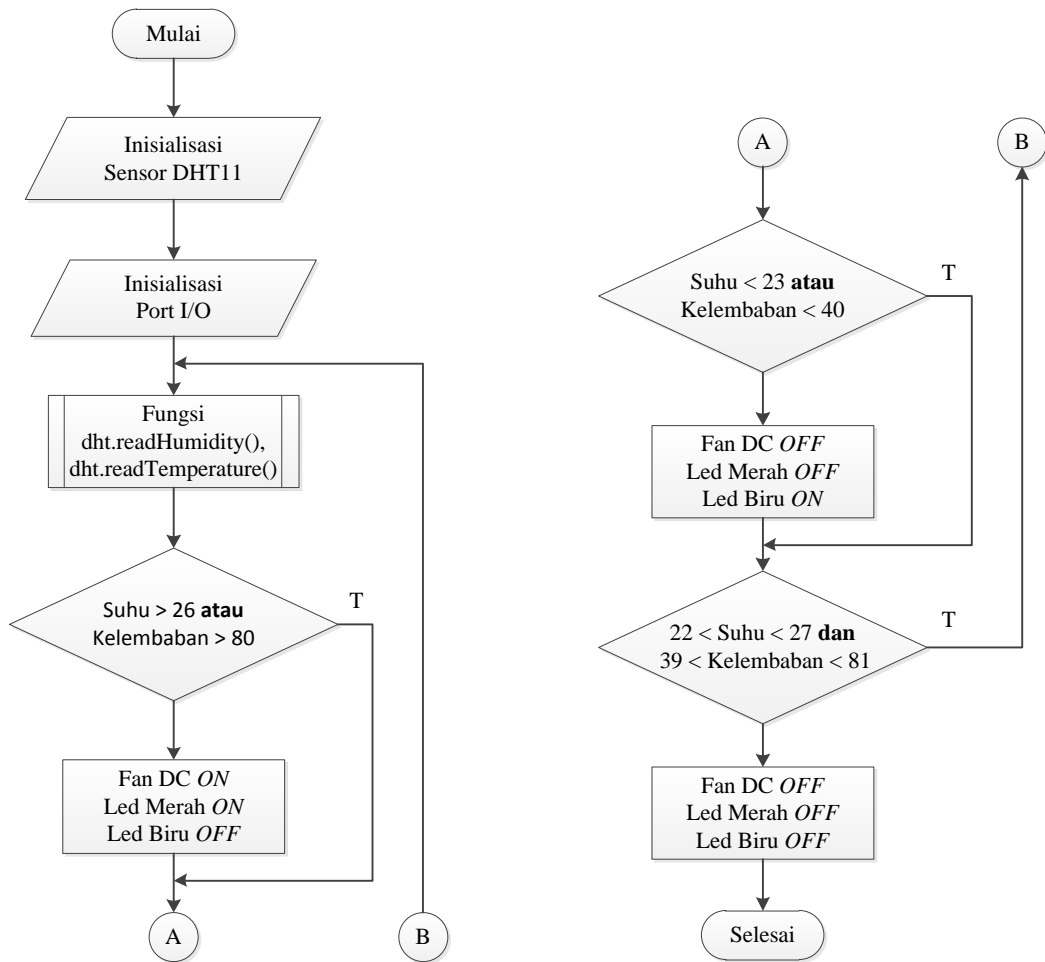 Mulai
Inisialisasi
Sensor DHT11
Inisialisasi
Port I/O
Fungsi
dht.readHumidity(),
dht.readTemperature()
Suhu > 26 atau
Kelembaban > 80
T
Fan DC ON
Led Merah ON
Led Biru OFF
A
B
A
B
Suhu < 23 atau
Kelembaban < 40
T
Fan DC OFF
Led Merah OFF
Led Biru ON
22 < Suhu < 27 dan
39 < Kelembaban < 81
T
Fan DC OFF
Led Merah OFF
Led Biru OFF
Selesai